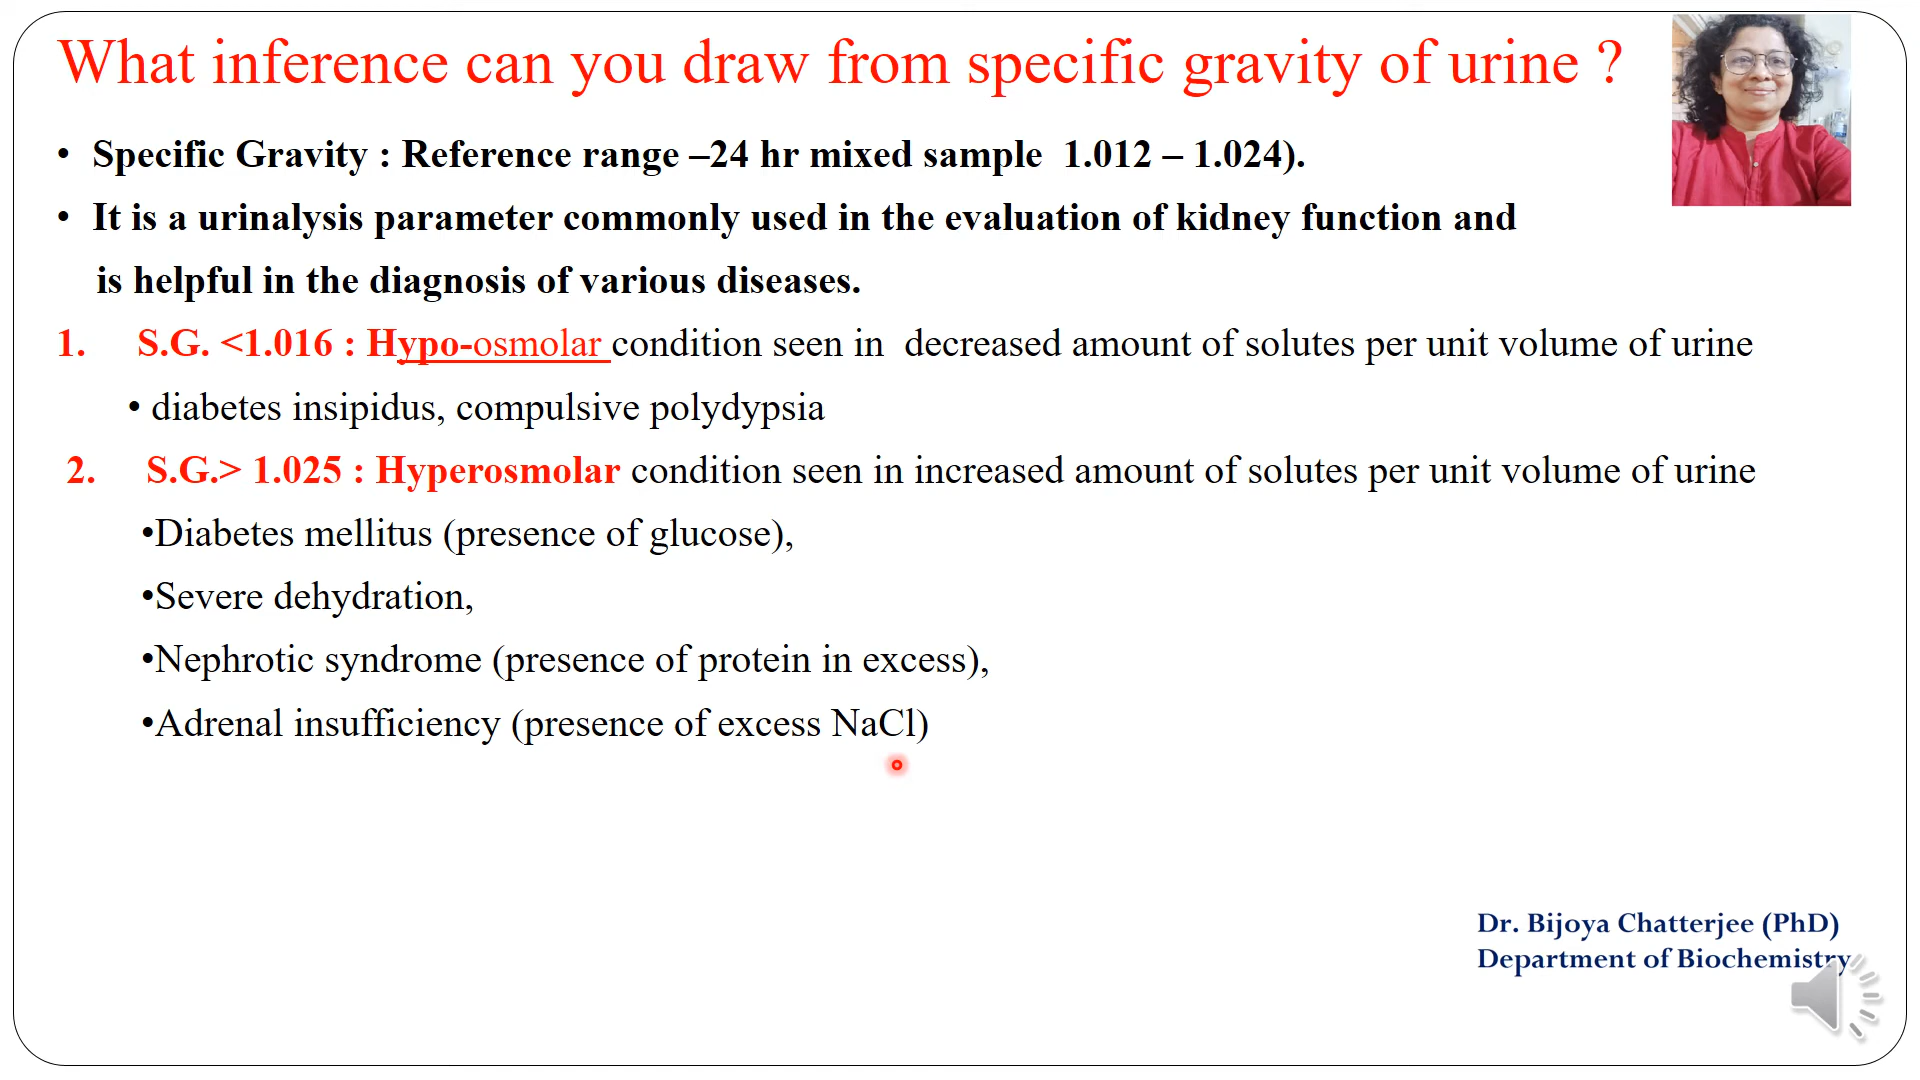 What inference can you draw from specific gravity of urine ?
• Specific Gravity : Reference range –24 hr mixed sample 1.012 – 1.024).
• It is a urinalysis parameter commonly used in the evaluation of kidney function and
is helpful in the diagnosis of various diseases.
1. S.G. <1.016 : Hypo-osmolar condition seen in decreased amount of solutes per unit volume of urine
• diabetes insipidus, compulsive polydypsia
2. S.G.> 1.025 : Hyperosmolar condition seen in increased amount of solutes per unit volume of urine
•Diabetes mellitus (presence of glucose),
•Severe dehydration,
•Nephrotic syndrome (presence of protein in excess),
•Adrenal insufficiency (presence of excess NaCl)
Dr. Bijoya Chatterjee (PhD)
Department of Biochemistry